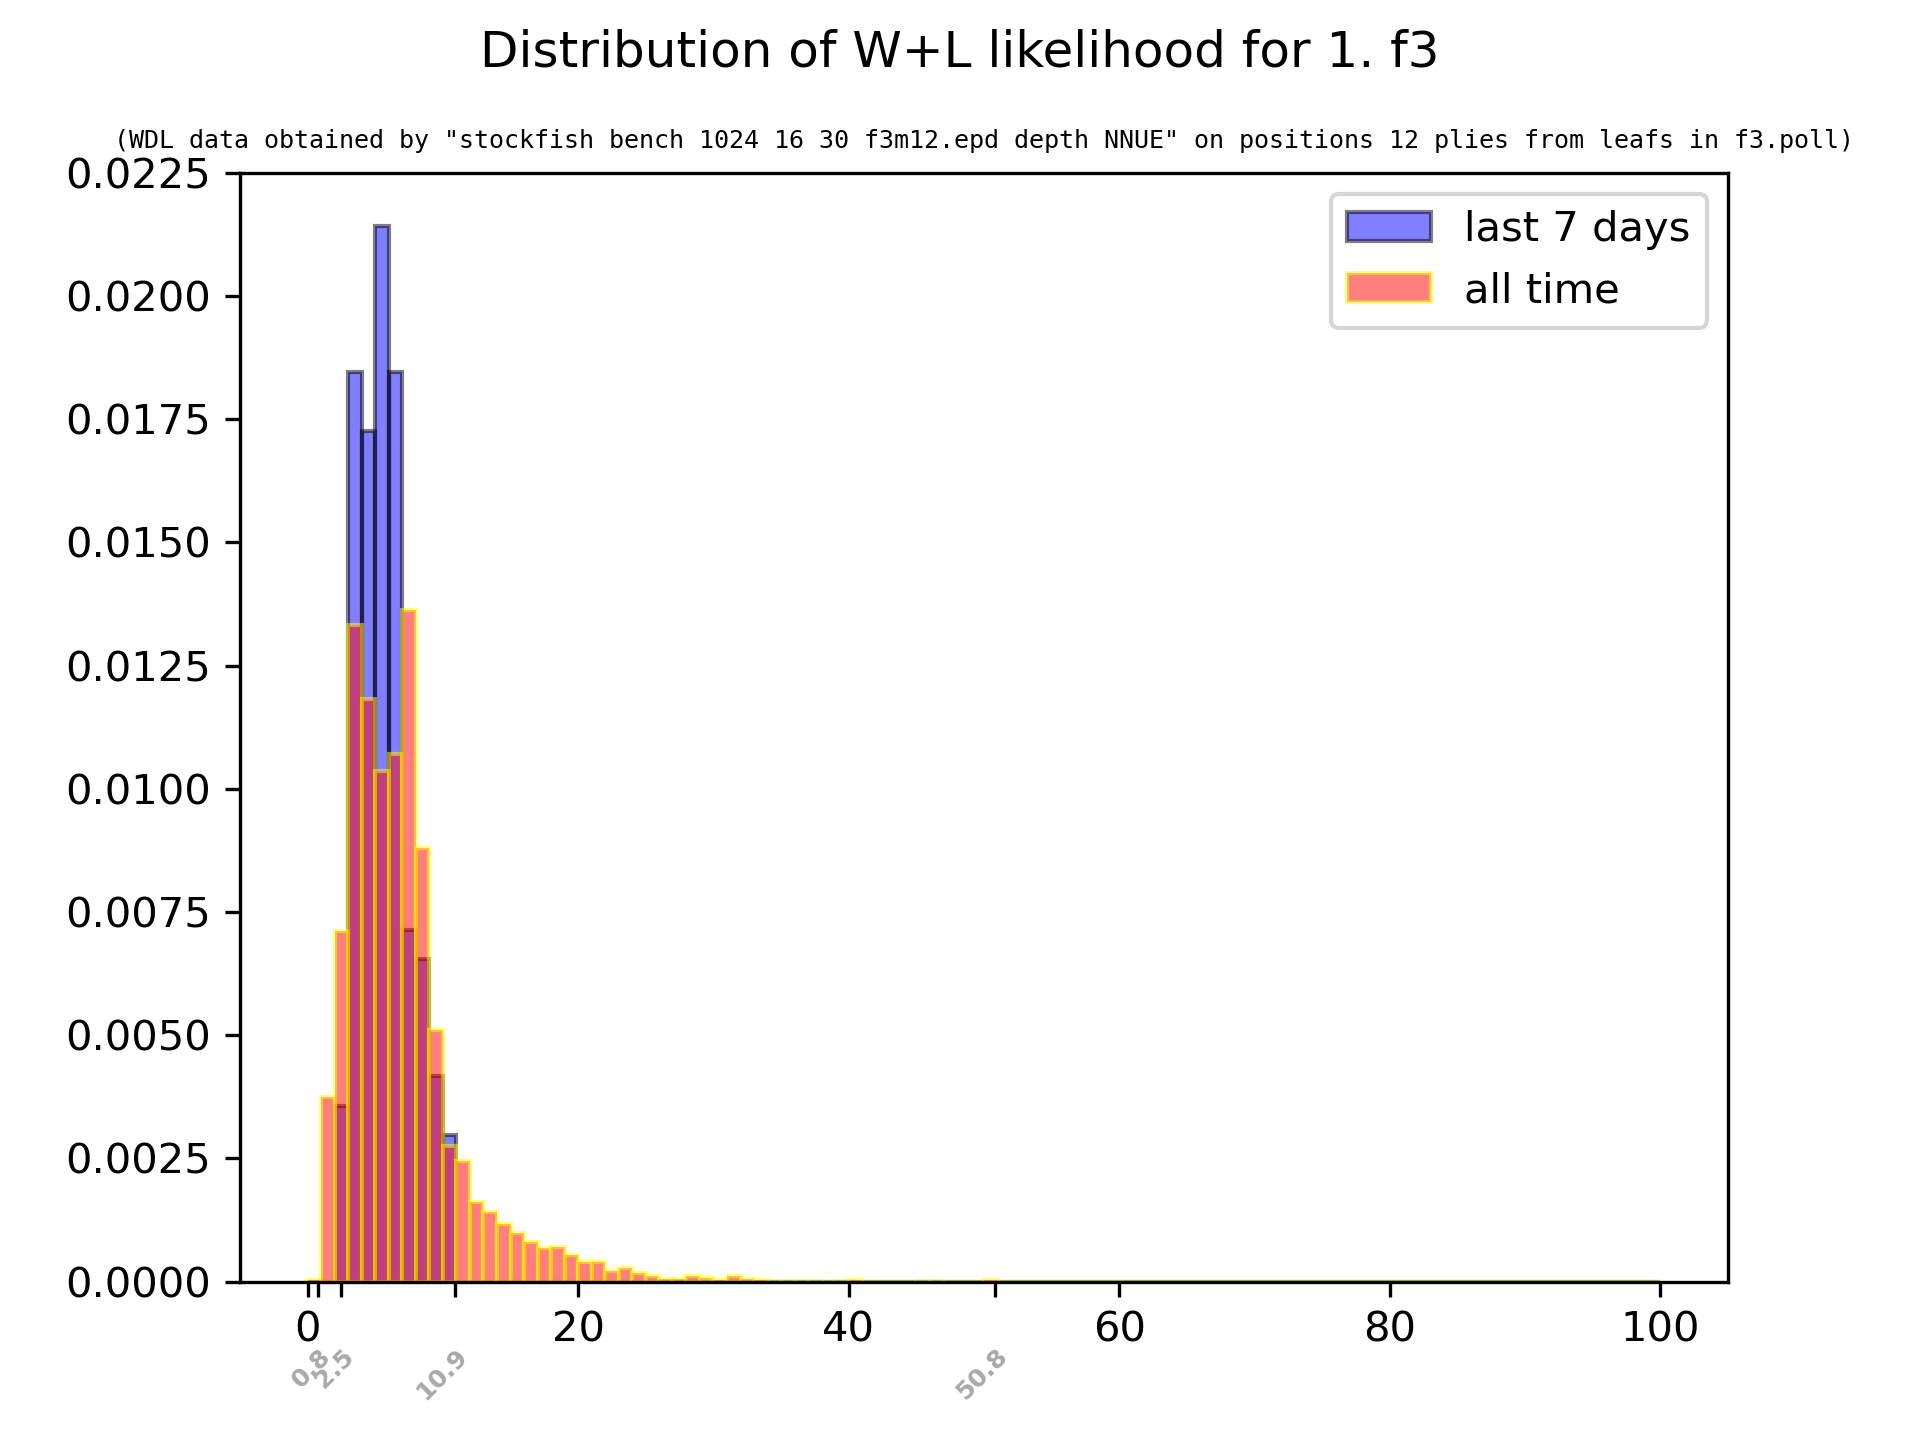 Distribution of W+L likelihood for 1. f3
(WDL data obtained by "stockfish bench 1024 16 30 f3m12.epd depth NNUE" on positions 12 plies from leafs in f3.poll)
last 7 days
all time
0.0225
0.0200
0.0175
0.0150
0.0125
0.0100
0.0075
0.0050
0.0025
0.0000
0 20 40 60 80 100
0.8 2.5 10.9 50.8